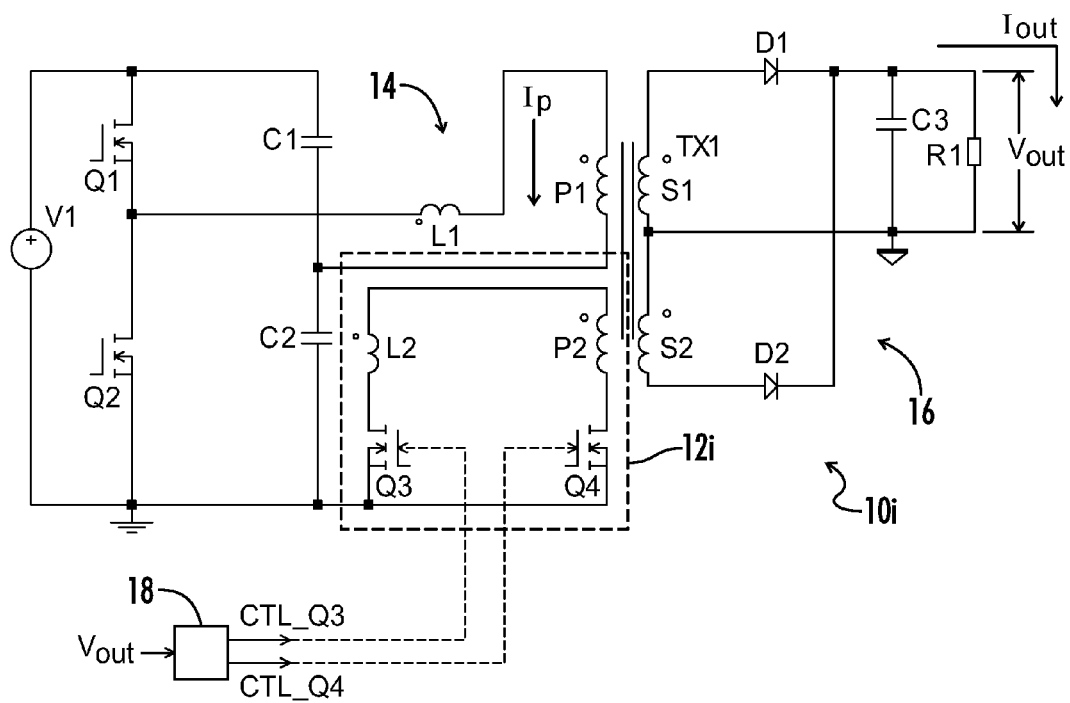 Iout
D1
14
Ip
C1
C3
Q1
TX1
R1
Vout
P1
S1
V1
L1
+
C2
L2
P2
S2
D2
Q2
16
12i
Q3
Q4
10i
18
CTL_Q3
Vout
CTL_Q4